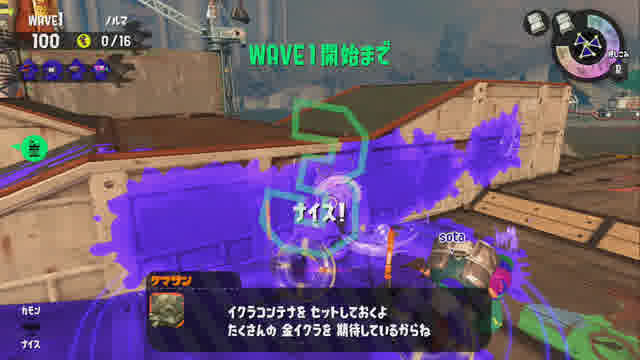 WAVE1 ノルマ
100 0/16
WAVE1開始まで
3
ナイス!
sota
クマサン
イクラコンテナを セットしておくよ
たくさんの 金イクラを 期待しているからね
カモン
ナイス